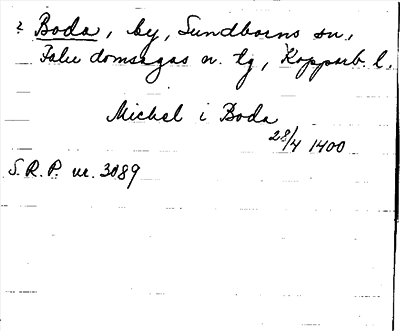 ? Boda, by, Sundborns sn,
Falu domsagas n. tg, Kopparb. l.
Michel i Boda
28/4 1400
S.R.P. nr. 3089